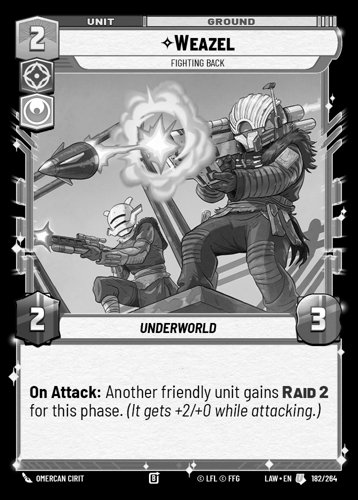 UNIT
GROUND
2
Weazel
FIGHTING BACK
2
UNDERWORLD
3
On Attack: Another friendly unit gains RAID 2
for this phase. (It gets +2/+0 while attacking.)
OMERCAN CIRIT
© LFL © FFG
LAW • EN
182/264